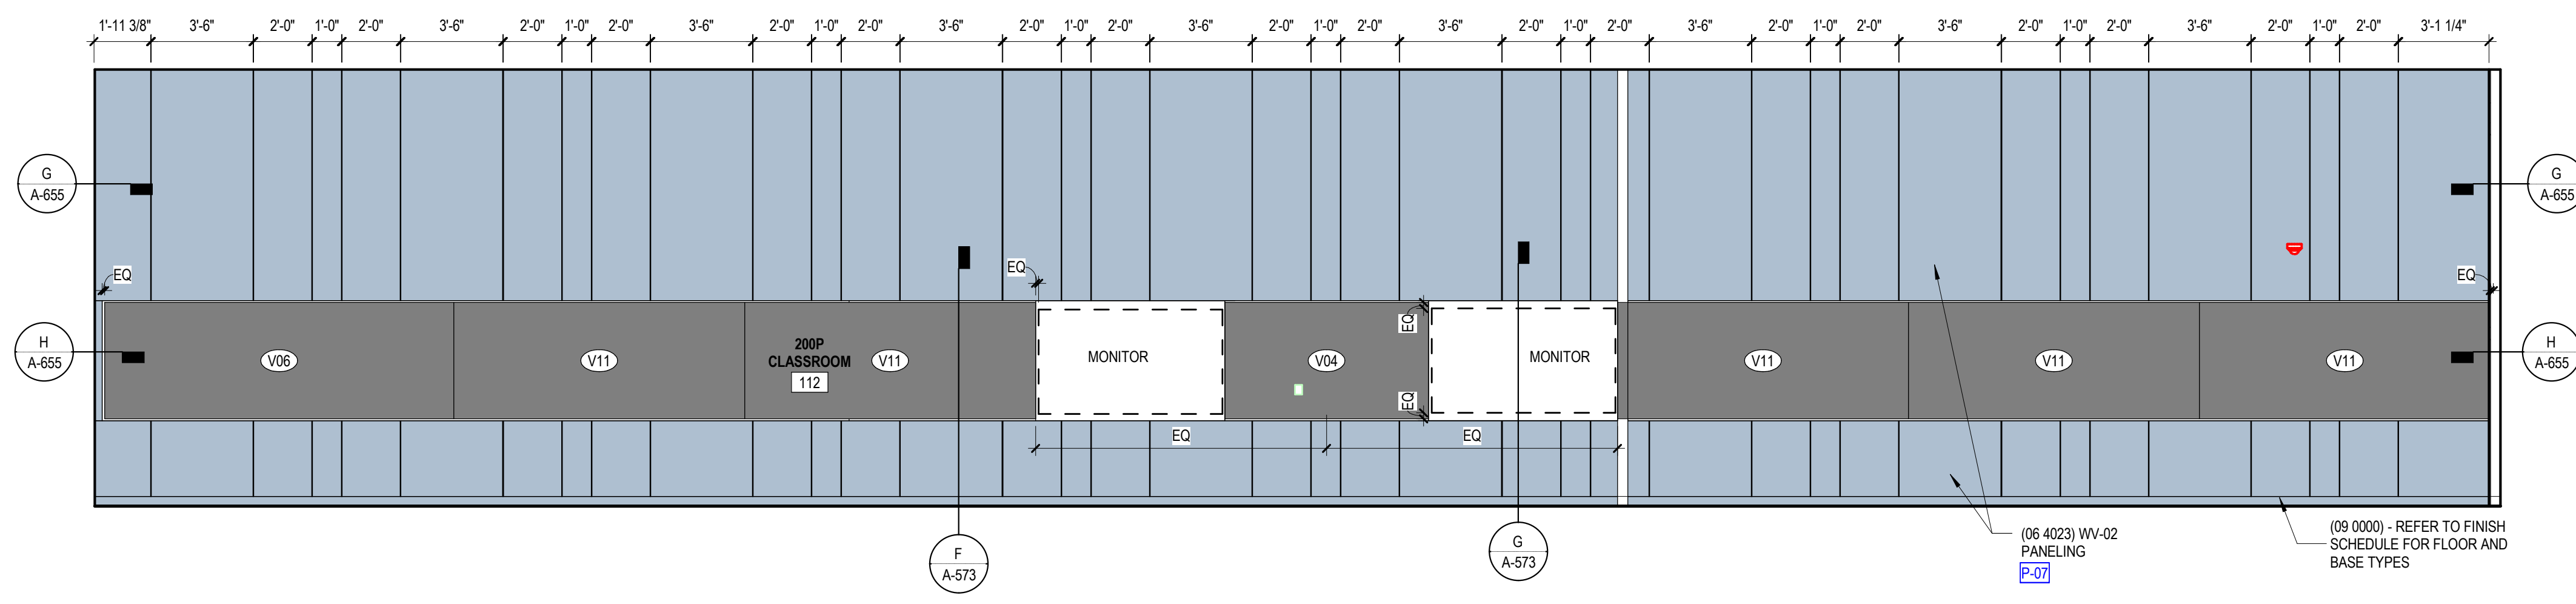 1'-11 3/8" 3'-6" 2'-0" 1'-0" 2'-0" 3'-6" 2'-0" 1'-0" 2'-0" 3'-6" 2'-0" 1'-0" 2'-0" 3'-6" 2'-0" 1'-0" 2'-0" 3'-6" 2'-0" 1'-0" 2'-0" 3'-6" 2'-0" 1'-0" 2'-0" 3'-6" 2'-0" 1'-0" 2'-0" 3'-6" 2'-0" 1'-0" 2'-0" 3'-6" 2'-0" 1'-0" 2'-0" 3'-1 1/4"
G
A-655
G
A-655
EQ
EQ
EQ
H
A-655
V06
V11
200P
CLASSROOM
112
V11
MONITOR
V04
EQ
EQ
MONITOR
V11
V11
V11
H
A-655
EQ
EQ
F
A-573
G
A-573
(06 4023) WV-02
PANELING
P-07
(09 0000) - REFER TO FINISH
SCHEDULE FOR FLOOR AND
BASE TYPES